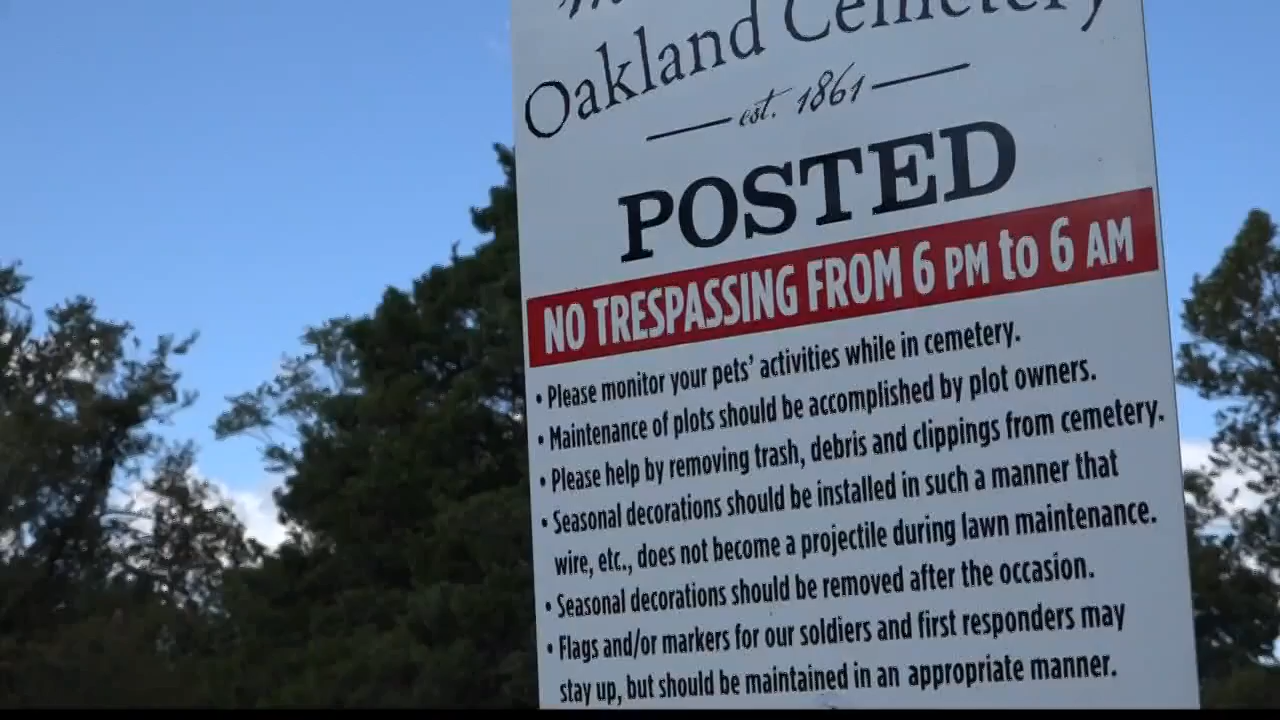 Oakland Cemetery
est. 1861
POSTED
NO TRESPASSING FROM 6 PM to 6 AM
• Please monitor your pets' activities while in cemetery.
• Maintenance of plots should be accomplished by plot owners.
• Please help by removing trash, debris and clippings from cemetery.
• Seasonal decorations should be installed in such a manner that
wire, etc., does not become a projectile during lawn maintenance.
• Seasonal decorations should be removed after the occasion.
• Flags and/or markers for our soldiers and first responders may
stay up, but should be maintained in an appropriate manner.